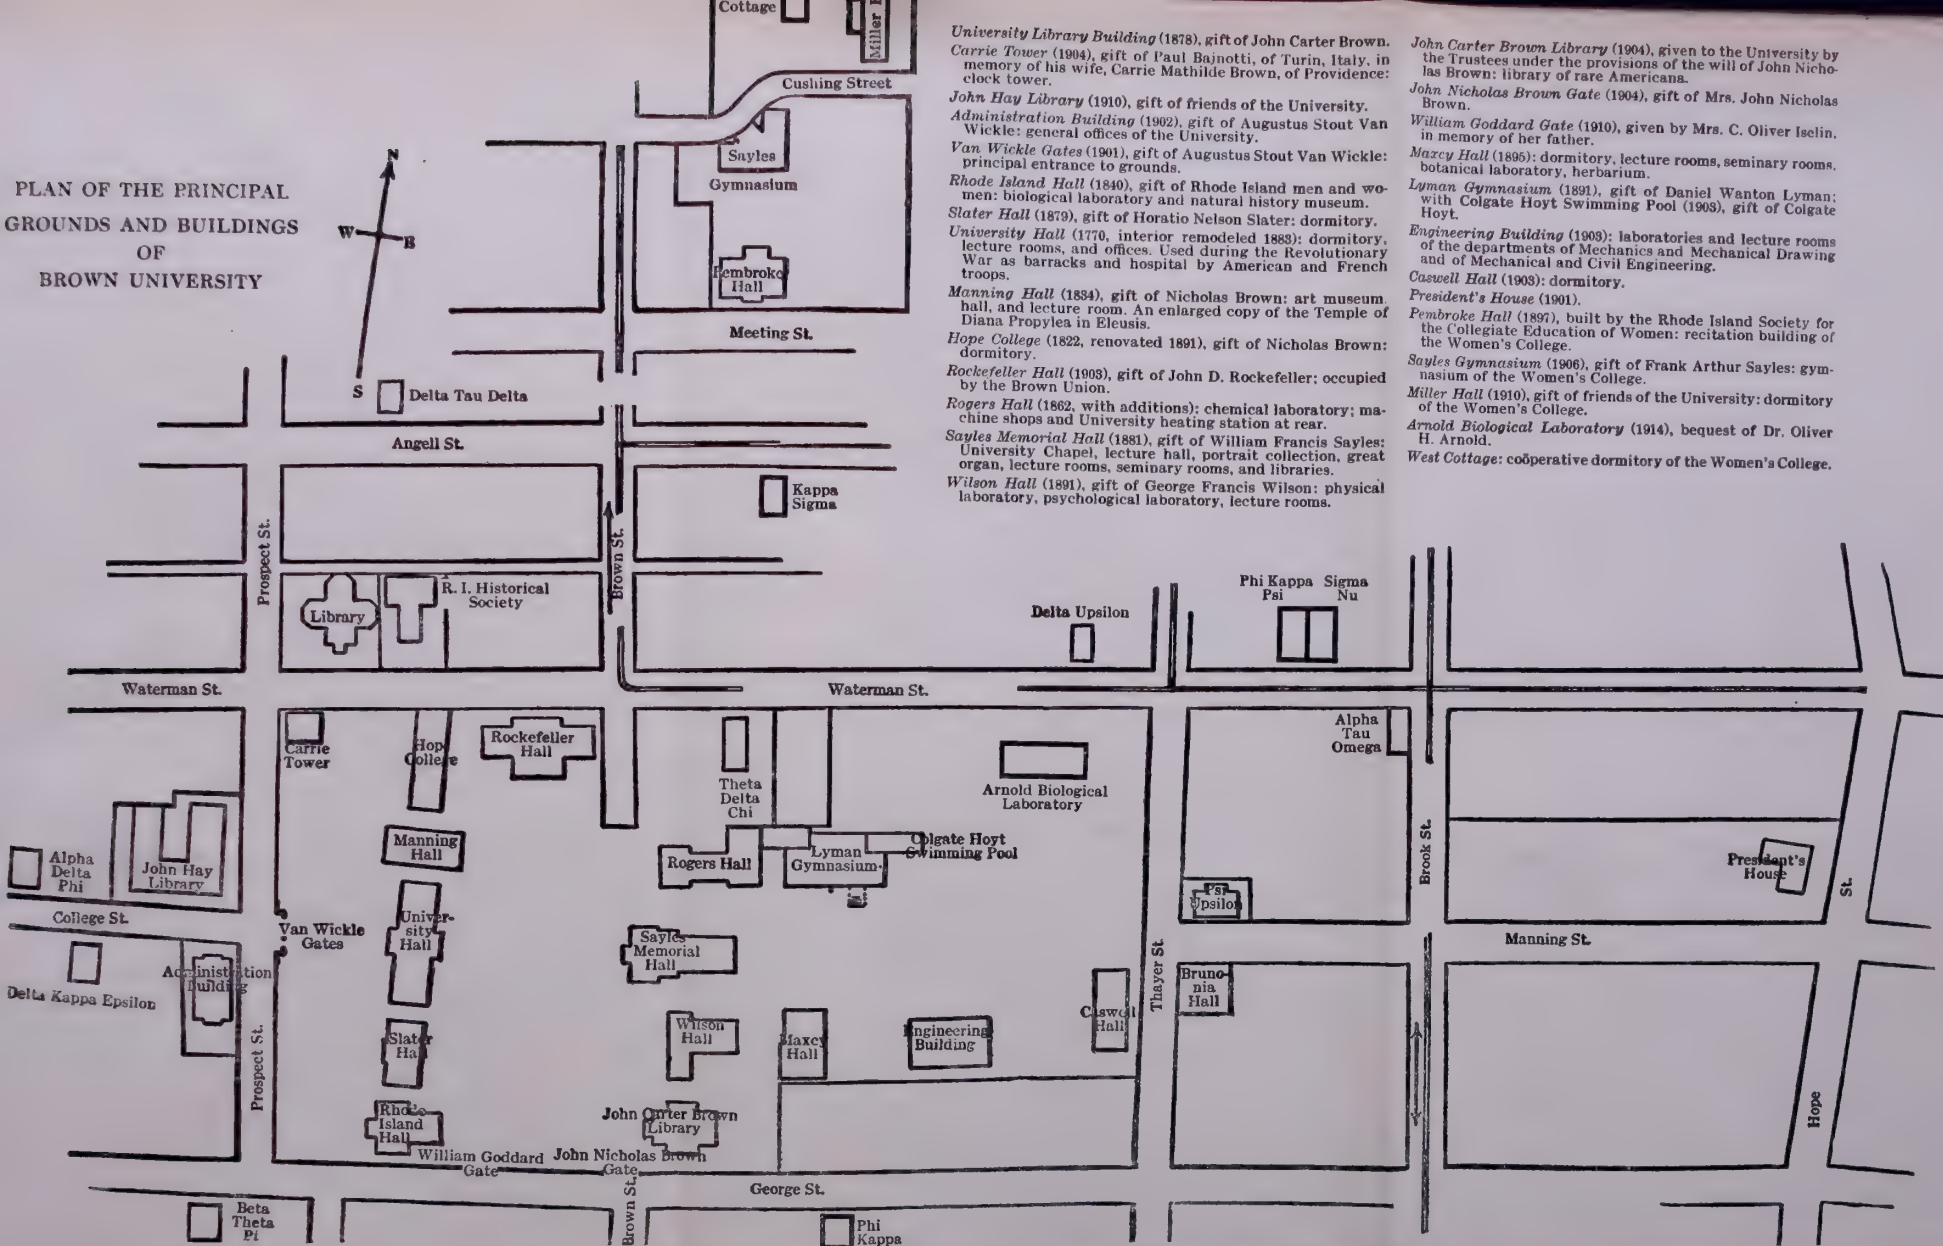 Cottage
Miller
Cushing Street
Sayles
Gymnasium
PLAN OF THE PRINCIPAL
GROUNDS AND BUILDINGS
OF
BROWN UNIVERSITY
N
W
E
S
Pembroke
Hall
Meeting St.
Delta Tau Delta
Angell St.
Kappa
Sigma
Prospect St.
Brown St.
Library
R. I. Historical
Society
University Library Building (1878), gift of John Carter Brown.
Carrie Tower (1904), gift of Paul Bajnotti, of Turin, Italy, in
memory of his wife, Carrie Mathilde Brown, of Providence:
clock tower.
John Hay Library (1910), gift of friends of the University.
Administration Building (1902), gift of Augustus Stout Van
Wickle: general offices of the University.
Van Wickle Gates (1901), gift of Augustus Stout Van Wickle:
principal entrance to grounds.
Rhode Island Hall (1840), gift of Rhode Island men and wo-
men: biological laboratory and natural history museum.
Slater Hall (1879), gift of Horatio Nelson Slater: dormitory.
University Hall (1770, interior remodeled 1883): dormitory,
lecture rooms, and offices. Used during the Revolutionary
War as barracks and hospital by American and French
troops.
Manning Hall (1834), gift of Nicholas Brown: art museum,
hall, and lecture room. An enlarged copy of the Temple of
Diana Propylea in Eleusis.
Hope College (1822, renovated 1891), gift of Nicholas Brown:
dormitory.
Rockefeller Hall (1903), gift of John D. Rockefeller; occupied
by the Brown Union.
Rogers Hall (1862, with additions): chemical laboratory; ma-
chine shops and University heating station at rear.
Sayles Memorial Hall (1881), gift of William Francis Sayles:
University Chapel, lecture hall, portrait collection, great
organ, lecture rooms, seminary rooms, and libraries.
Wilson Hall (1891), gift of George Francis Wilson: physical
laboratory, psychological laboratory, lecture rooms.
John Carter Brown Library (1904), given to the University by
the Trustees under the provisions of the will of John Nicho-
las Brown: library of rare Americana.
John Nicholas Brown Gate (1904), gift of Mrs. John Nicholas
Brown.
William Goddard Gate (1910), given by Mrs. C. Oliver Iselin,
in memory of her father.
Maxcy Hall (1895): dormitory, lecture rooms, seminary rooms,
botanical laboratory, herbarium.
Lyman Gymnasium (1891), gift of Daniel Wanton Lyman;
with Colgate Hoyt Swimming Pool (1903), gift of Colgate
Hoyt.
Engineering Building (1903): laboratories and lecture rooms
of the departments of Mechanics and Mechanical Drawing
and of Mechanical and Civil Engineering.
Caswell Hall (1903): dormitory.
President's House (1901).
Pembroke Hall (1897), built by the Rhode Island Society for
the Collegiate Education of Women: recitation building of
the Women's College.
Sayles Gymnasium (1906), gift of Frank Arthur Sayles: gym-
nasium of the Women's College.
Miller Hall (1910), gift of friends of the University: dormitory
of the Women's College.
Arnold Biological Laboratory (1914), bequest of Dr. Oliver
H. Arnold.
West Cottage: coöperative dormitory of the Women's College.
Delta Upsilon
Phi Kappa
Psi
Sigma
Nu
Waterman St.
Waterman St.
Carrie
Tower
Hope
College
Rockefeller
Hall
Theta
Delta
Chi
Arnold Biological
Laboratory
Alpha
Tau
Omega
Alpha
Delta
Phi
John Hay
Library
Manning
Hall
Rogers Hall
Lyman
Gymnasium
Colgate Hoyt
Swimming Pool
Brook St.
President's
House
College St.
Van Wickle
Gates
Univer-
sity
Hall
Psi
Upsilon
Manning St.
Delta Kappa Epsilon
Administration
Building
Sayles
Memorial
Hall
Thayer St.
Bruno-
nia
Hall
Slater
Hall
Wilson
Hall
Maxcy
Hall
Engineering
Building
Caswell
Hall
Prospect St.
Rhode
Island
Hall
John Carter Brown
Library
William Goddard
Gate
John Nicholas Brown
Gate
Hope
St.
George St.
Brown St.
Beta
Theta
Pi
Phi
Kappa